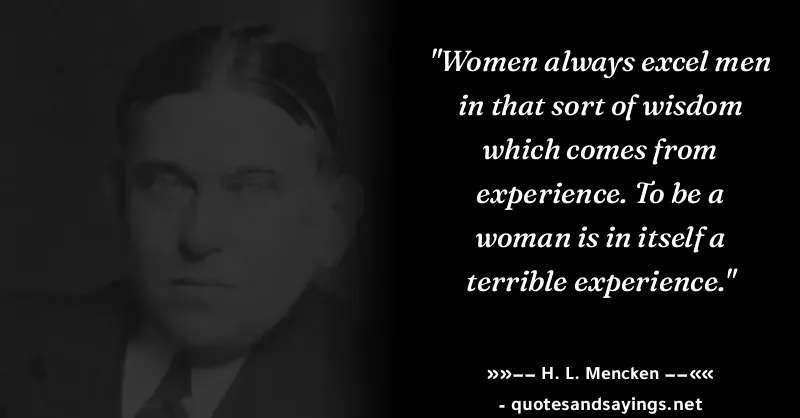 "Women always excel men
in that sort of wisdom
which comes from
experience. To be a
woman is in itself a
terrible experience."
»»–– H. L. Mencken ––««
- quotesandsayings.net